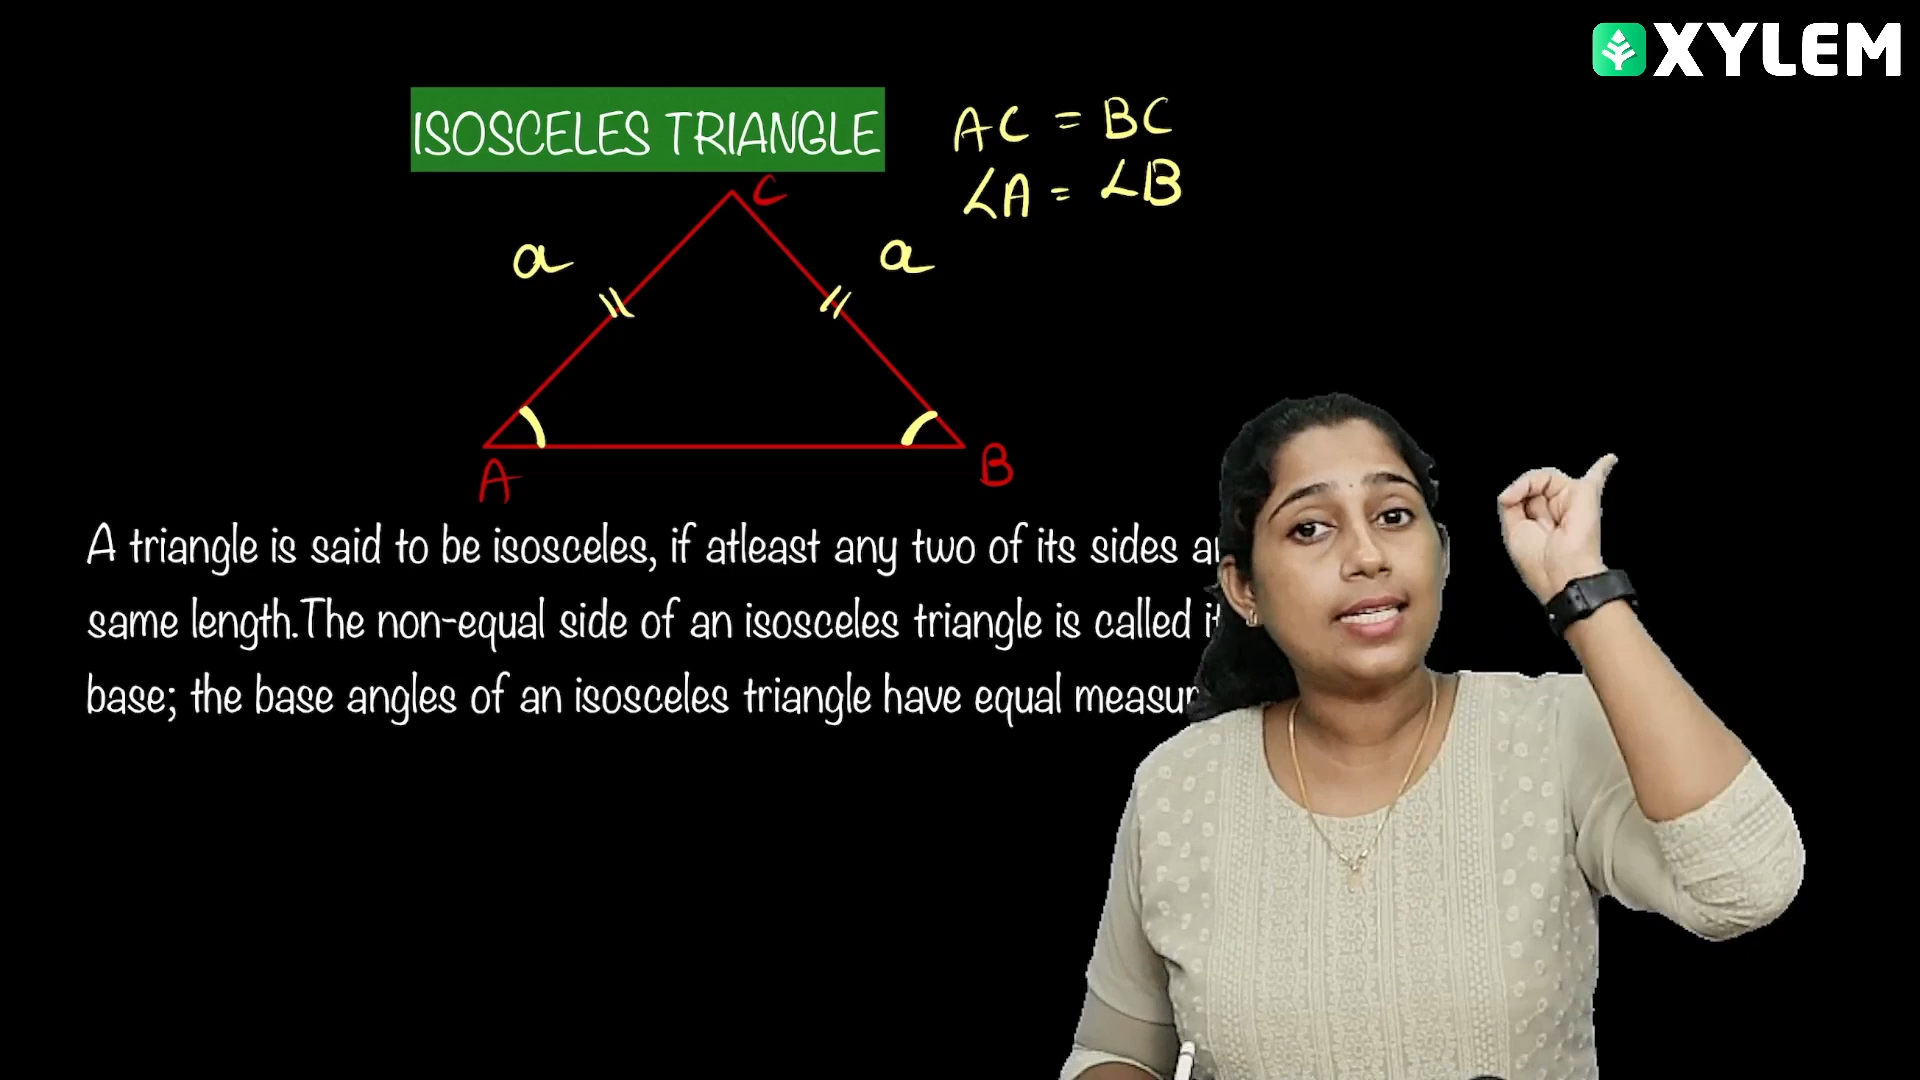 XYLEM
ISOSCELES TRIANGLE
AC = BC
∠A = ∠B
C
a
a
A
B
A triangle is said to be isosceles, if atleast any two of its sides
same length.The non-equal side of an isosceles triangle is called
base; the base angles of an isosceles triangle have equal